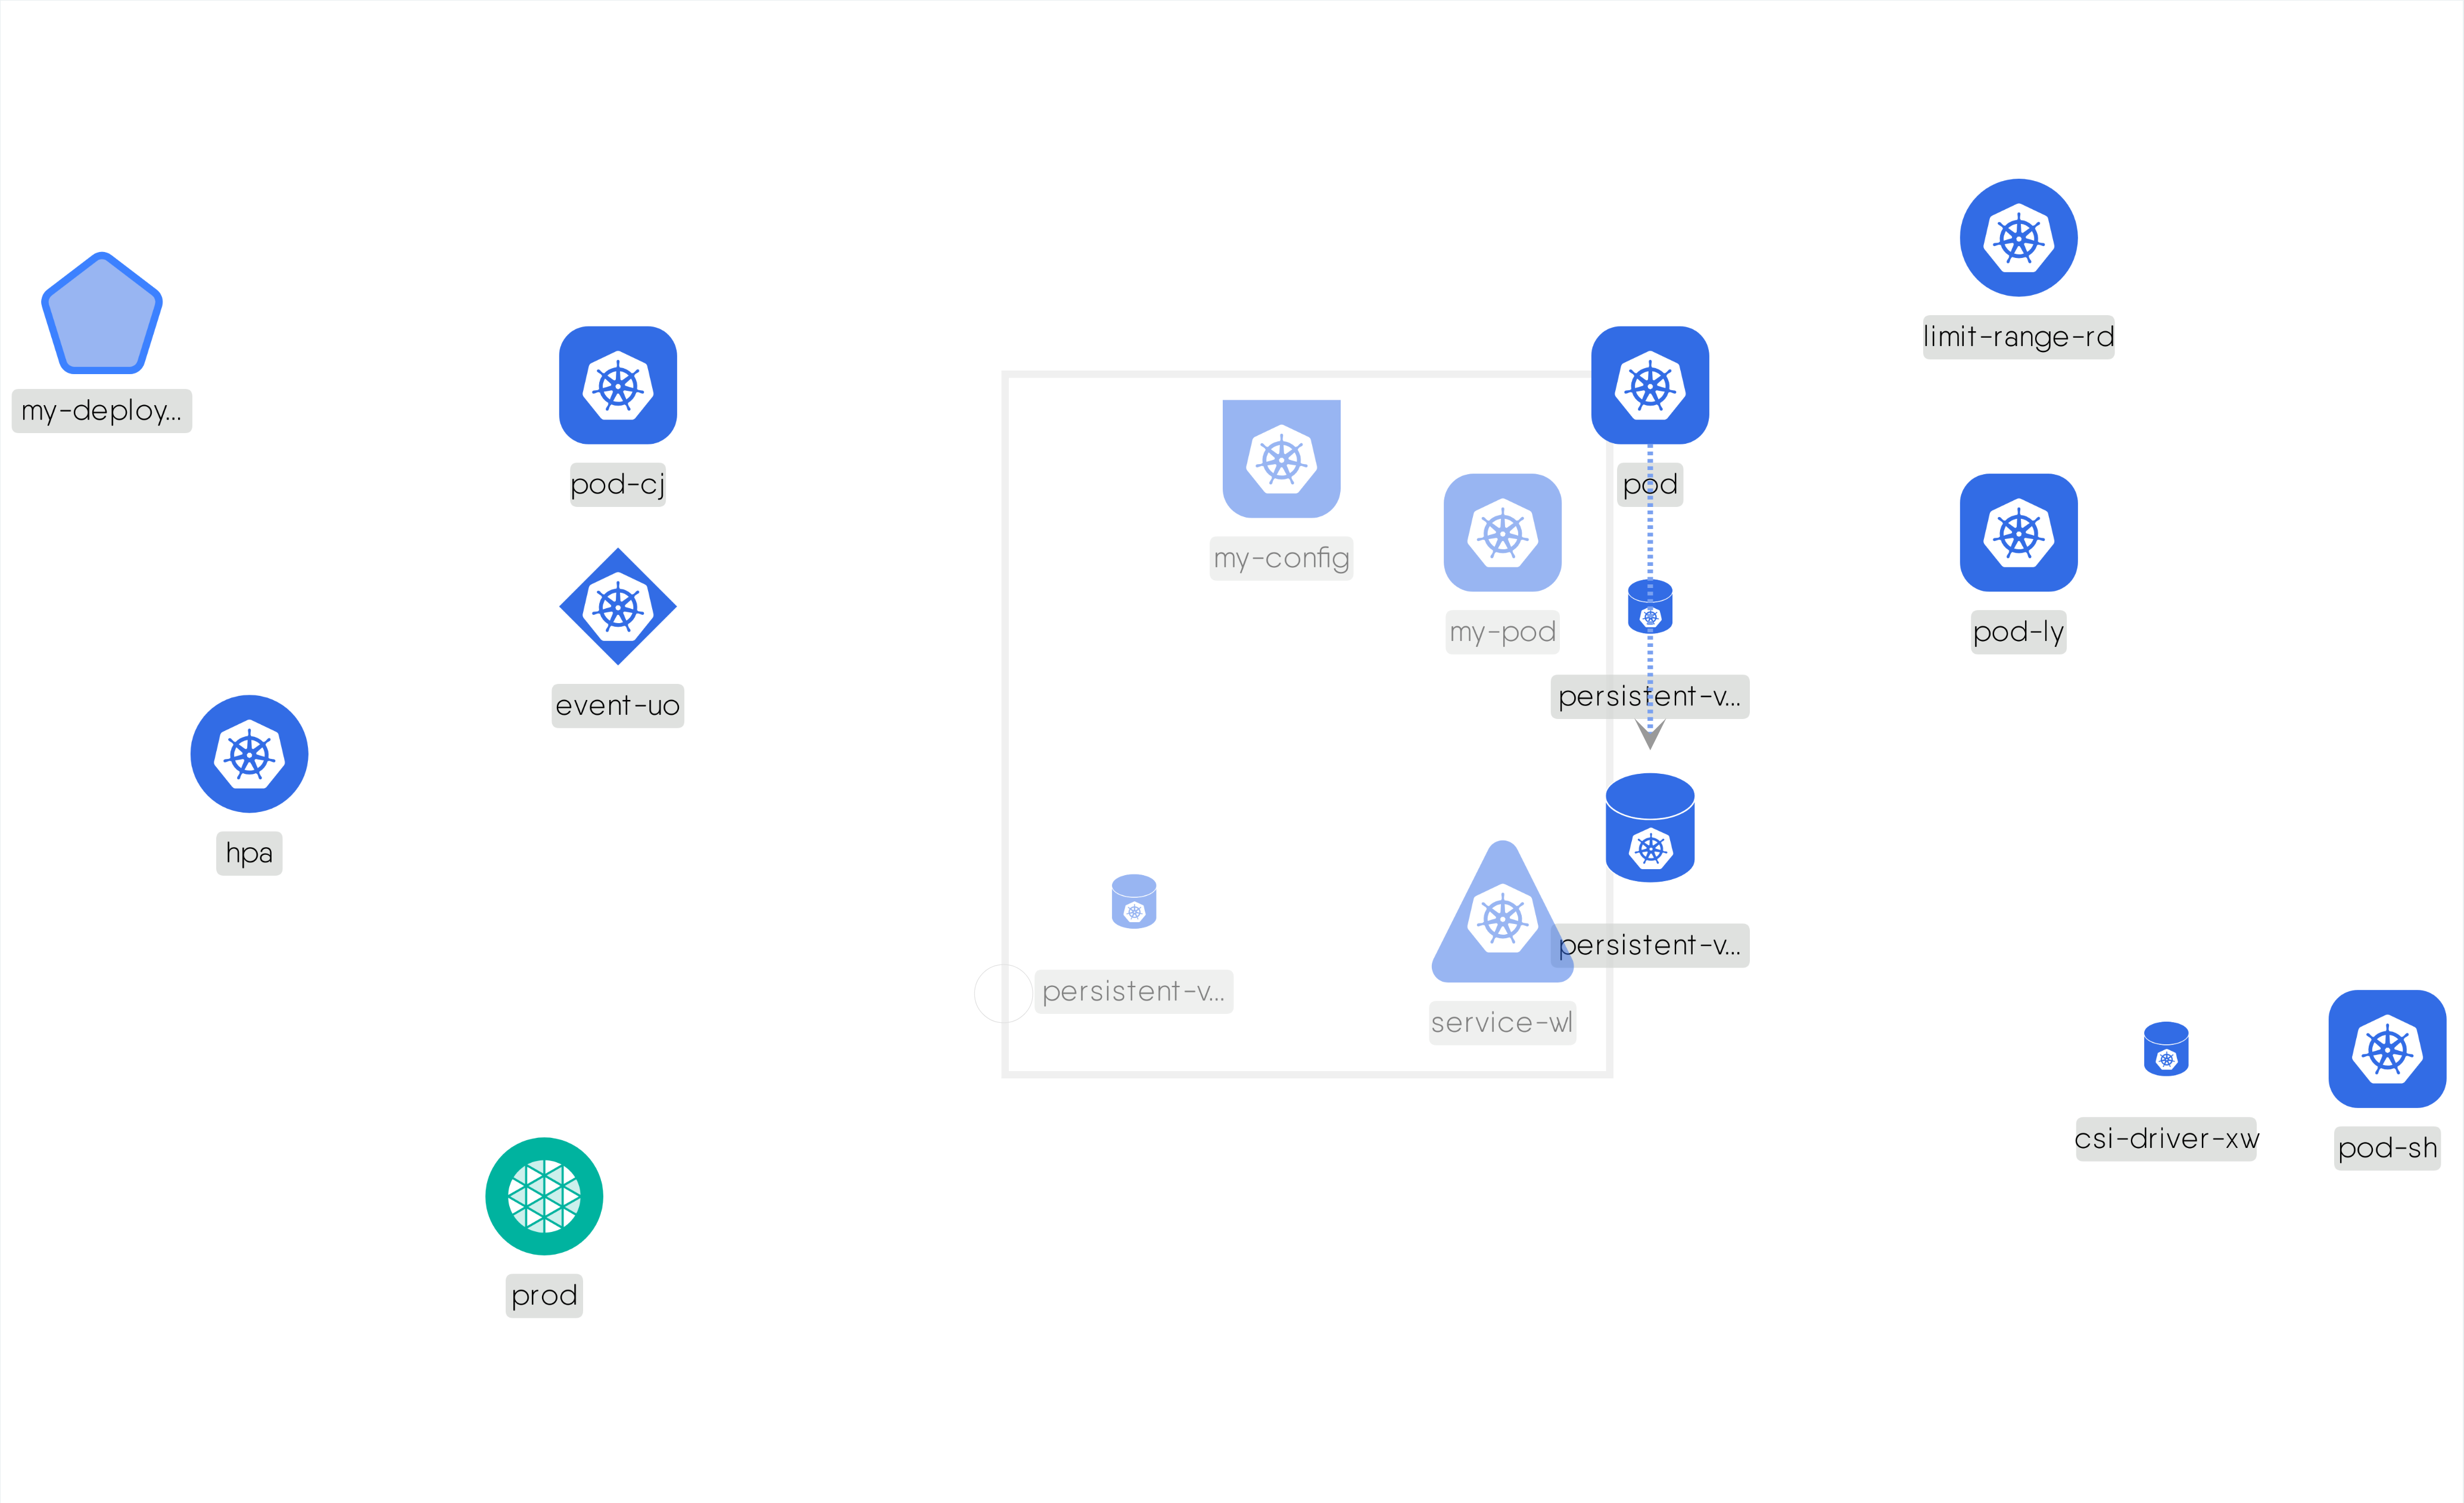 limit-range-rd
my-deploy...
pod-cj
pod
my-config
my-pod
pod-ly
event-uo
persistent-v...
hpa
persistent-v...
persistent-v...
service-wl
csi-driver-xw
pod-sh
prod